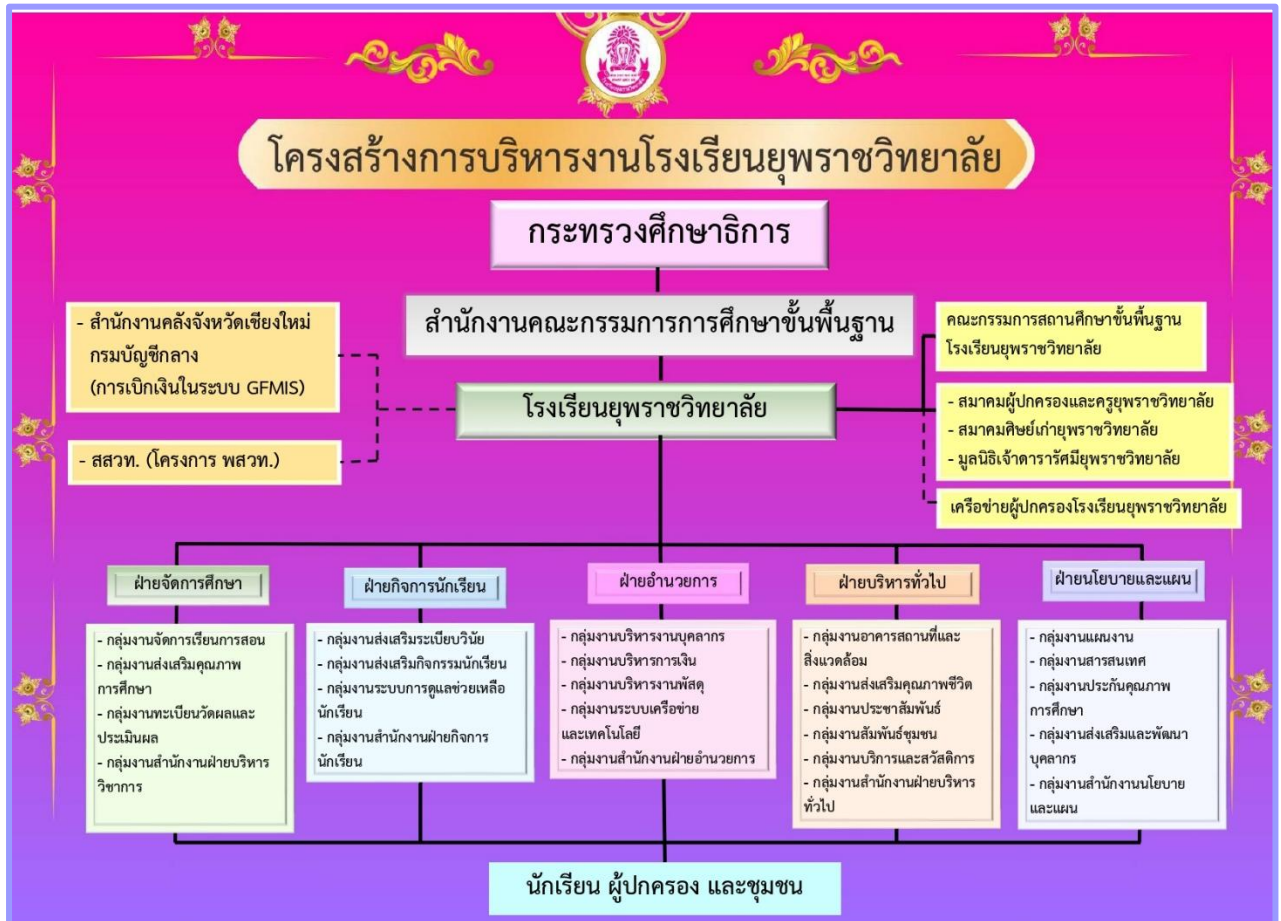 โครงสร้างการบริหารงานโรงเรียนยุพราชวิทยาลัย
กระทรวงศึกษาธิการ
สำนักงานคณะกรรมการการศึกษาขั้นพื้นฐาน
- สำนักงานคลังจังหวัดเชียงใหม่
กรมบัญชีกลาง
(การเบิกเงินในระบบ GFMIS)
- สสวท. (โครงการ พสวท.)
โรงเรียนยุพราชวิทยาลัย
คณะกรรมการสถานศึกษาขั้นพื้นฐาน
โรงเรียนยุพราชวิทยาลัย
- สมาคมผู้ปกครองและครูยุพราชวิทยาลัย
- สมาคมศิษย์เก่ายุพราชวิทยาลัย
- มูลนิธิเจ้าดารารัศมียุพราชวิทยาลัย
เครือข่ายผู้ปกครองโรงเรียนยุพราชวิทยาลัย
ฝ่ายจัดการศึกษา
- กลุ่มงานจัดการเรียนการสอน
- กลุ่มงานส่งเสริมคุณภาพ
การศึกษา
- กลุ่มงานทะเบียนวัดผลและ
ประเมินผล
- กลุ่มงานสำนักงานฝ่ายบริหาร
วิชาการ
ฝ่ายกิจการนักเรียน
- กลุ่มงานส่งเสริมระเบียบวินัย
- กลุ่มงานส่งเสริมกิจกรรมนักเรียน
- กลุ่มงานระบบการดูแลช่วยเหลือ
นักเรียน
- กลุ่มงานสำนักงานฝ่ายกิจการ
นักเรียน
ฝ่ายอำนวยการ
- กลุ่มงานบริหารงานบุคลากร
- กลุ่มงานบริหารการเงิน
- กลุ่มงานบริหารงานพัสดุ
- กลุ่มงานระบบเครือข่าย
และเทคโนโลยี
- กลุ่มงานสำนักงานฝ่ายอำนวยการ
ฝ่ายบริหารทั่วไป
- กลุ่มงานอาคารสถานที่และ
สิ่งแวดล้อม
- กลุ่มงานส่งเสริมคุณภาพชีวิต
- กลุ่มงานประชาสัมพันธ์
- กลุ่มงานสัมพันธ์ชุมชน
- กลุ่มงานบริการและสวัสดิการ
- กลุ่มงานสำนักงานฝ่ายบริหาร
ทั่วไป
ฝ่ายนโยบายและแผน
- กลุ่มงานแผนงาน
- กลุ่มงานสารสนเทศ
- กลุ่มงานประกันคุณภาพ
การศึกษา
- กลุ่มงานส่งเสริมและพัฒนา
บุคลากร
- กลุ่มงานสำนักงานนโยบาย
และแผน
นักเรียน ผู้ปกครอง และชุมชน